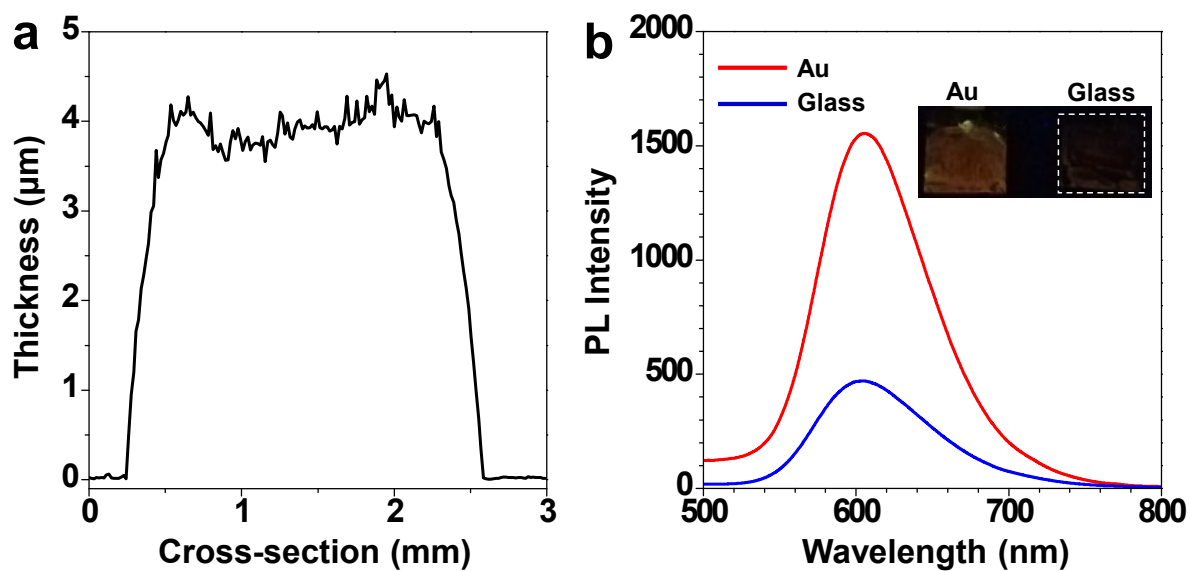 a
5
4
3
2
1
0
Thickness (µm)
0
1
2
3
Cross-section (mm)
b
2000
1500
1000
500
0
PL Intensity
Au
Glass
Au
Glass
500
600
700
800
Wavelength (nm)